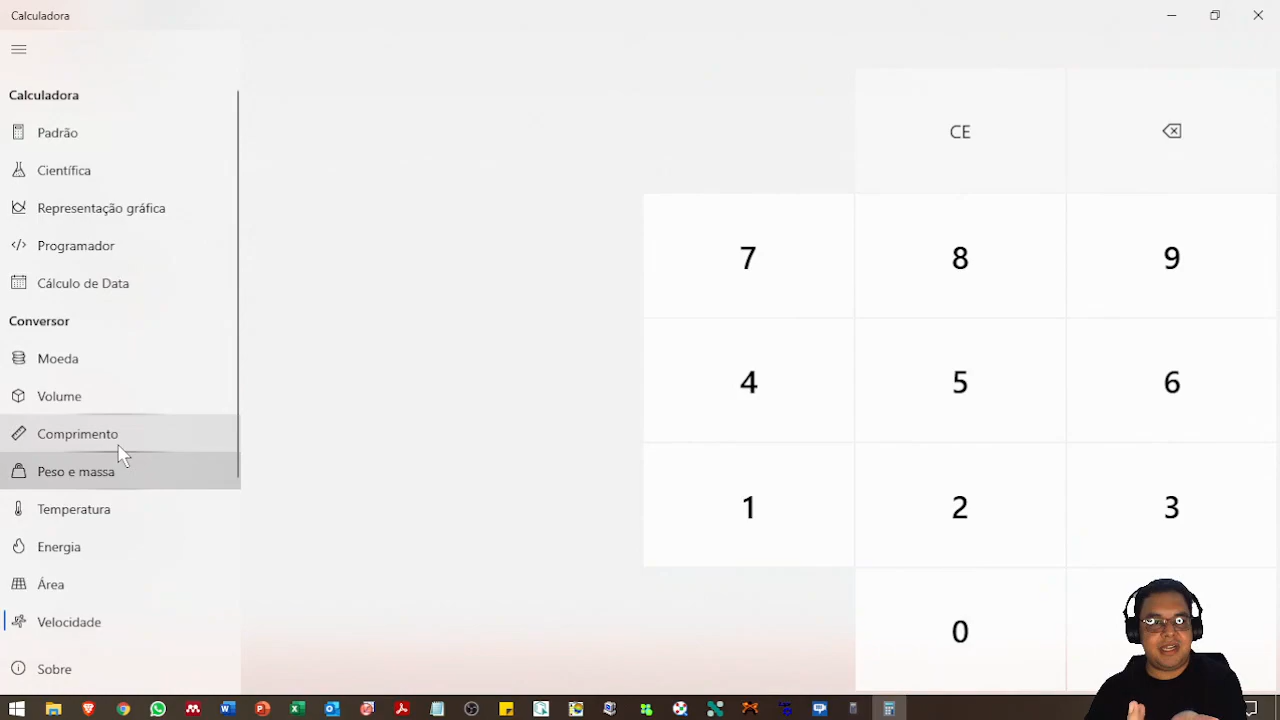 Calculadora
Calculadora
Padrão
Científica
Representação gráfica
Programador
Cálculo de Data
Conversor
Moeda
Volume
Comprimento
Peso e massa
Temperatura
Energia
Área
Velocidade
Sobre
CE
7 8 9
4 5 6
1 2 3
0